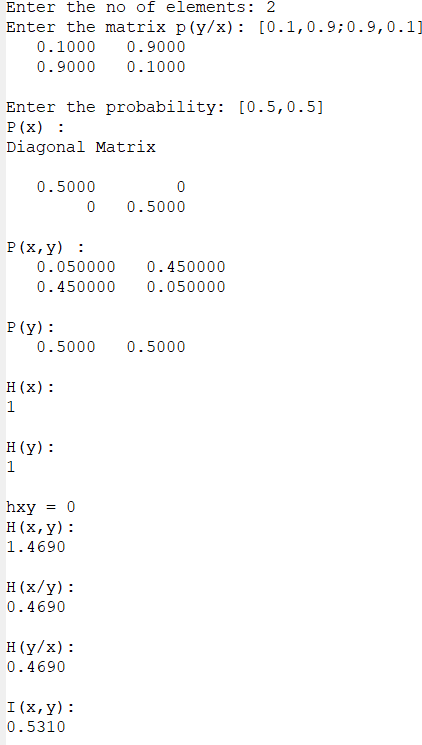 Enter the no of elements: 2
Enter the matrix p(y/x): [0.1,0.9;0.9,0.1]
0.1000   0.9000
0.9000   0.1000
Enter the probability: [0.5,0.5]
P(x) :
Diagonal Matrix
0.5000        0
0   0.5000
P(x,y) :
0.050000   0.450000
0.450000   0.050000
P(y):
0.5000   0.5000
H(x):
1
H(y):
1
hxy = 0
H(x,y):
1.4690
H(x/y):
0.4690
H(y/x):
0.4690
I(x,y):
0.5310